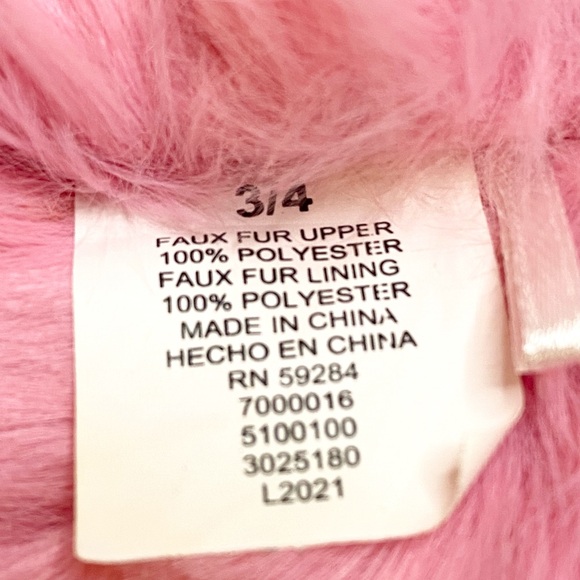 3/4
FAUX FUR UPPER
100% POLYESTER
FAUX FUR LINING
100% POLYESTER
MADE IN CHINA
HECHO EN CHINA
RN 59284
7000016
5100100
3025180
L2021